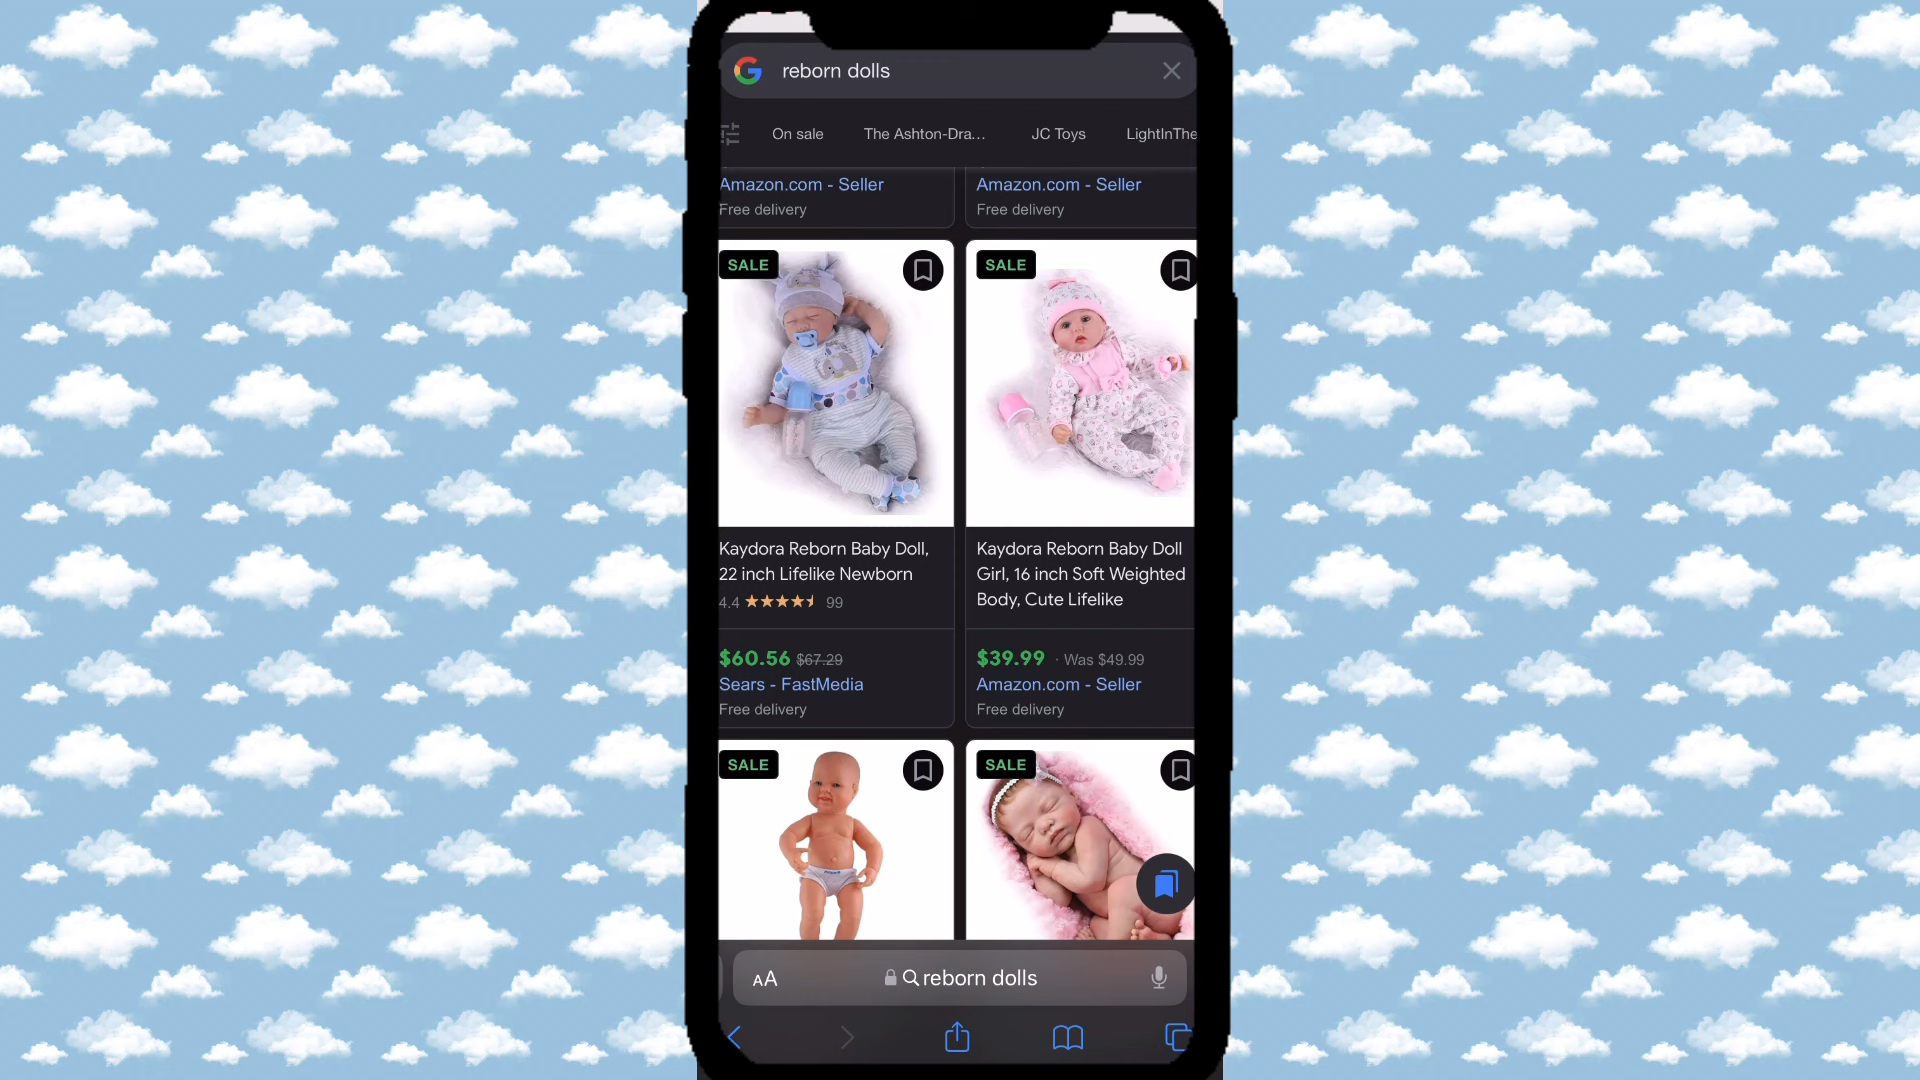 reborn dolls
On sale
The Ashton-Dra...
JC Toys
LightInThe
Amazon.com - Seller
Free delivery
Amazon.com - Seller
Free delivery
SALE
SALE
Kaydora Reborn Baby Doll,
22 inch Lifelike Newborn
4.4
99
$60.56 $67.29
Sears - FastMedia
Free delivery
Kaydora Reborn Baby Doll
Girl, 16 inch Soft Weighted
Body, Cute Lifelike
$39.99 · Was $49.99
Amazon.com - Seller
Free delivery
SALE
SALE
AA
reborn dolls